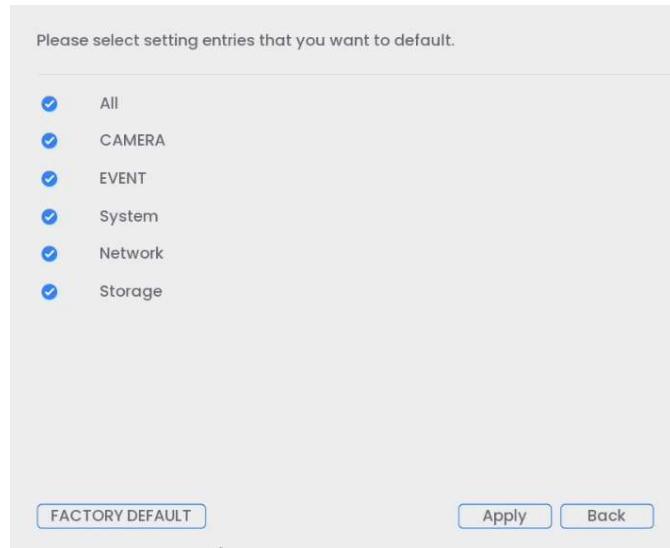 Please select setting entries that you want to default.
All
CAMERA
EVENT
System
Network
Storage
FACTORY DEFAULT
Apply
Back